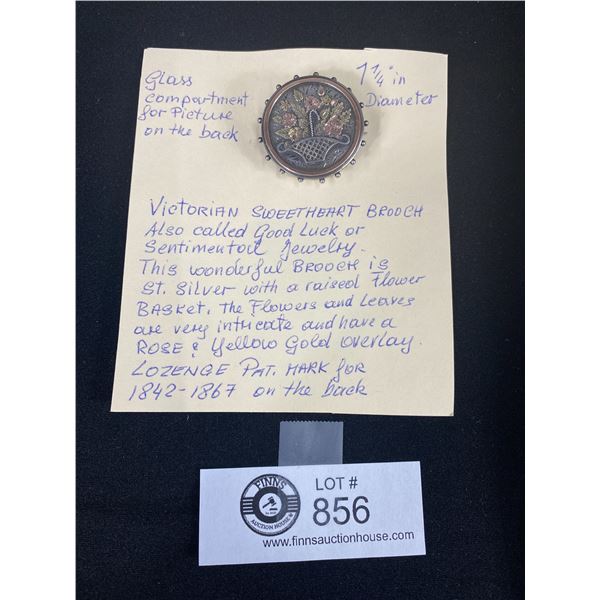 Glass
compartment
for Picture
on the back
1 1/4" in
Diameter
Victorian Sweetheart Brooch
Also called Good Luck or
Sentimental Jewelry.
This wonderful Brooch is
St. Silver with a raised Flower
Basket. The Flowers and Leaves
are very intricate and have a
Rose & Yellow Gold overlay.
Lozenge Pat. Mark for
1842-1867 on the back
FINNS
AUCTION HOUSE
LOT #
856
www.finnsauctionhouse.com